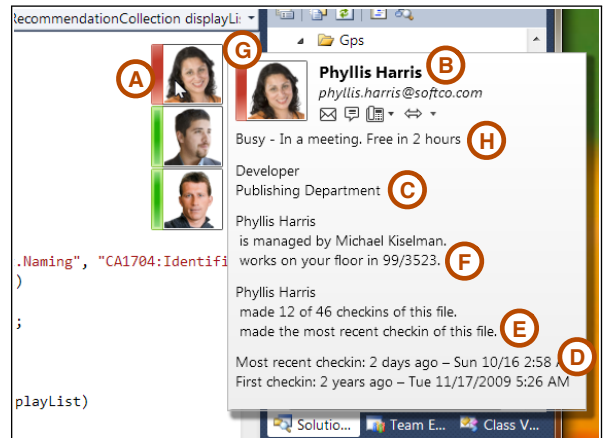 RecommendationCollection displayLis
Gps
A
G
Phyllis Harris B
phyllis.harris@softco.com
Busy - In a meeting. Free in 2 hours H
Developer
Publishing Department C
Phyllis Harris
is managed by Michael Kiselman.
works on your floor in 99/3523. F
.Naming", "CA1704:Identifi
)
Phyllis Harris
made 12 of 46 checkins of this file.
;
made the most recent checkin of this file. E
Most recent checkin: 2 days ago – Sun 10/16 2:58 D
First checkin: 2 years ago – Tue 11/17/2009 5:26 AM
playList)
Solutio... Team E... Class V...